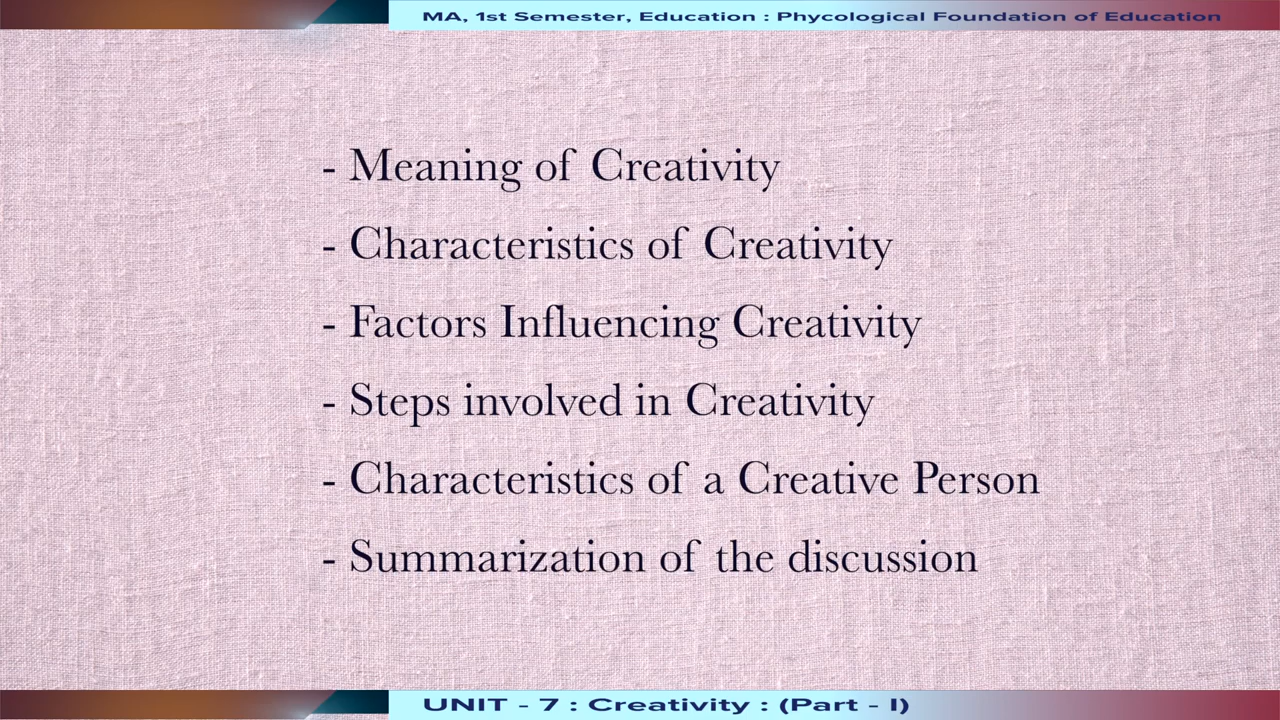 MA, 1st Semester, Education : Phycological Foundation of Education
- Meaning of Creativity
- Characteristics of Creativity
- Factors Influencing Creativity
- Steps involved in Creativity
- Characteristics of a Creative Person
- Summarization of the discussion
UNIT - 7 : Creativity : (Part - I)